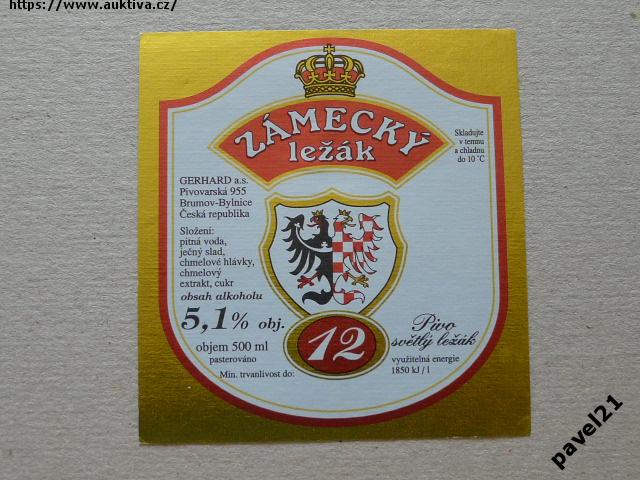 https://www.auktiva.cz/
ZÁMECKÝ
ležák
Skladujte
v temnu
a chladnu
do 10 °C
GERHARD a.s.
Pivovarská 955
Brumov-Bylnice
Česká republika
Složení:
pitná voda,
ječný slad,
chmelové hlávky,
chmelový
extrakt, cukr
obsah alkoholu
5,1% obj.
objem 500 ml
pasterováno
Min. trvanlivost do:
12
Pivo
světlý ležák
využitelná energie
1850 kJ / l
pavel21